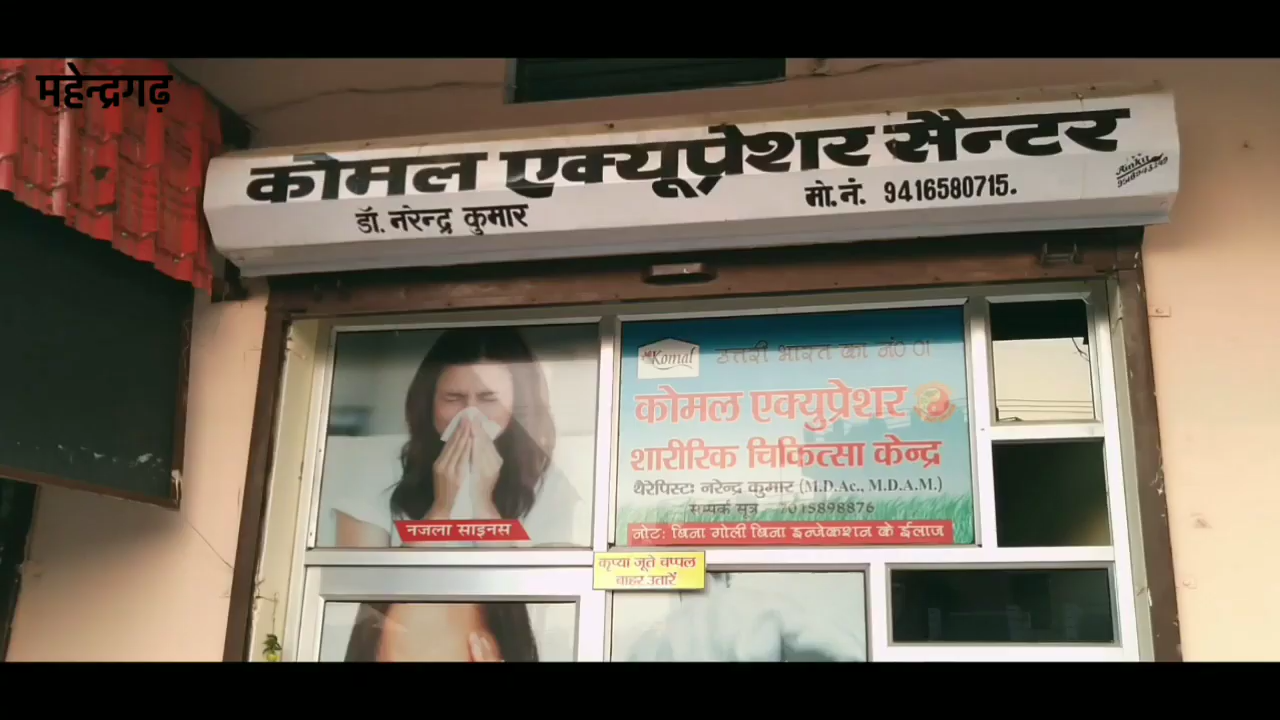 महेन्द्रगढ़
कोमल एक्यूप्रेशर सैन्टर
डॉ. नरेन्द्र कुमार
मो.नं. 9416580715.
Komal
उत्तरी भारत का नं0 01
कोमल एक्युप्रेशर
शारीरिक चिकित्सा केन्द्र
थैरेपिस्टः नरेन्द्र कुमार (M.D.Ac., M.D.A.M.)
सम्पर्क सूत्र 7015898876
नोटः बिना गोली बिना इन्जेकशन के ईलाज
नजला साइनस
कृप्या जूते चप्पल
बाहर उतारें